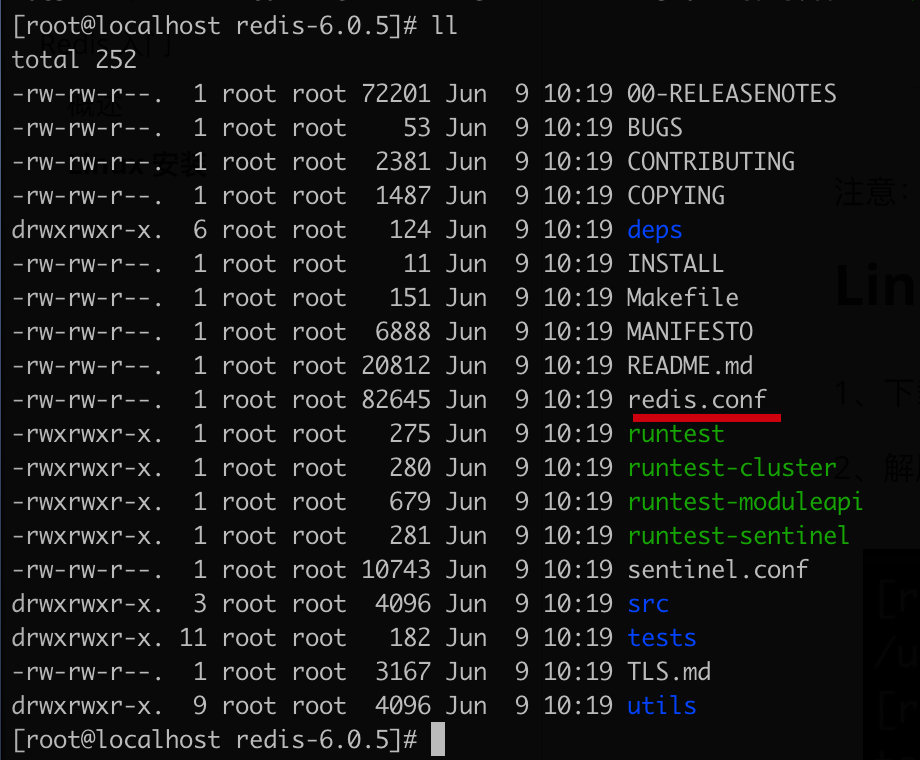 [root@localhost redis-6.0.5]# ll
total 252
-rw-rw-r--.  1 root root 72201 Jun  9 10:19 00-RELEASENOTES
-rw-rw-r--.  1 root root    53 Jun  9 10:19 BUGS
-rw-rw-r--.  1 root root  2381 Jun  9 10:19 CONTRIBUTING
-rw-rw-r--.  1 root root  1487 Jun  9 10:19 COPYING
drwxrwxr-x.  6 root root   124 Jun  9 10:19 deps
-rw-rw-r--.  1 root root    11 Jun  9 10:19 INSTALL
-rw-rw-r--.  1 root root   151 Jun  9 10:19 Makefile
-rw-rw-r--.  1 root root  6888 Jun  9 10:19 MANIFESTO
-rw-rw-r--.  1 root root 20812 Jun  9 10:19 README.md
-rw-rw-r--.  1 root root 82645 Jun  9 10:19 redis.conf
-rwxrwxr-x.  1 root root   275 Jun  9 10:19 runtest
-rwxrwxr-x.  1 root root   280 Jun  9 10:19 runtest-cluster
-rwxrwxr-x.  1 root root   679 Jun  9 10:19 runtest-moduleapi
-rwxrwxr-x.  1 root root   281 Jun  9 10:19 runtest-sentinel
-rw-rw-r--.  1 root root 10743 Jun  9 10:19 sentinel.conf
drwxrwxr-x.  3 root root  4096 Jun  9 10:19 src
drwxrwxr-x. 11 root root   182 Jun  9 10:19 tests
-rw-rw-r--.  1 root root  3167 Jun  9 10:19 TLS.md
drwxrwxr-x.  9 root root  4096 Jun  9 10:19 utils
[root@localhost redis-6.0.5]#
注意: